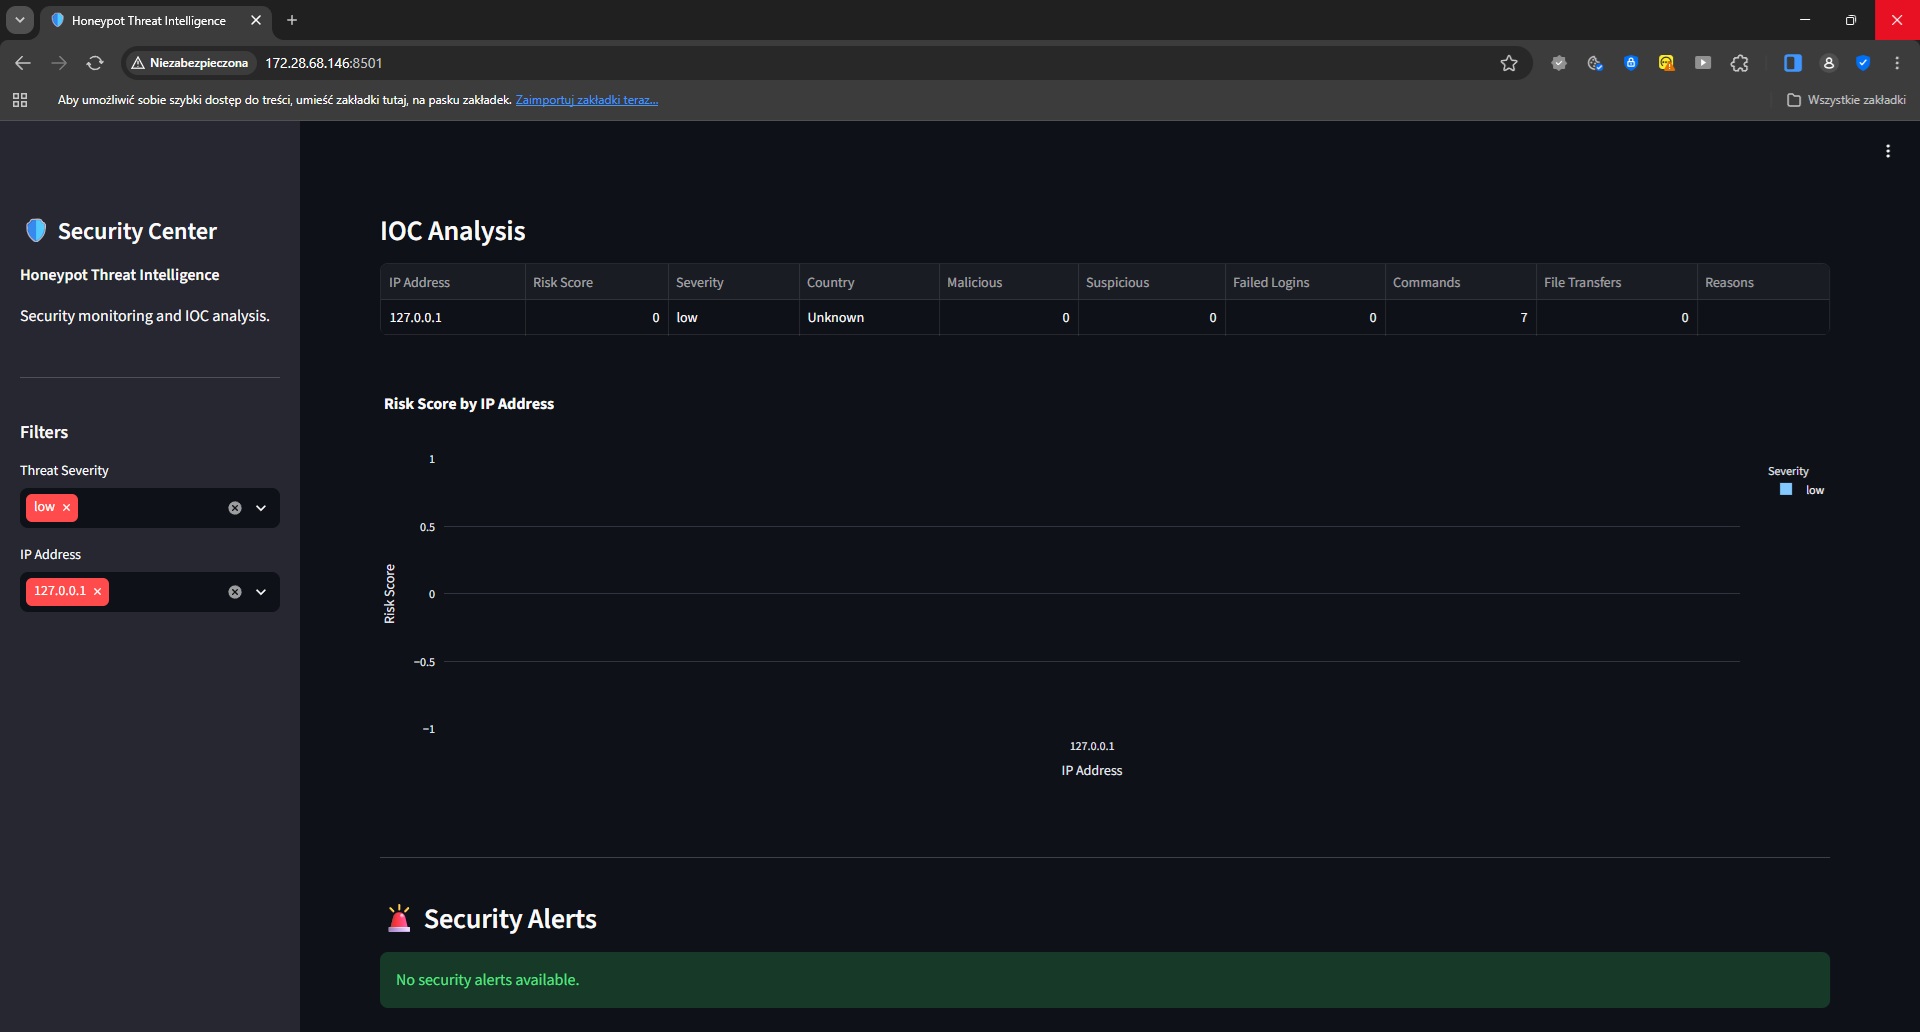 Honeypot Threat Intelligence
Niezabezpieczona 172.28.68.146:8501
Aby umożliwić sobie szybki dostęp do treści, umieść zakładki tutaj, na pasku zakładek. Zaimportuj zakładki teraz...
Wszystkie zakładki
Security Center
Honeypot Threat Intelligence
Security monitoring and IOC analysis.
Filters
Threat Severity
low
IP Address
127.0.0.1
IOC Analysis
IP Address Risk Score Severity Country Malicious Suspicious Failed Logins Commands File Transfers Reasons
127.0.0.1 0 low Unknown 0 0 0 7 0
Risk Score by IP Address
1
0.5
0
−0.5
−1
Risk Score
127.0.0.1
IP Address
Severity
low
Security Alerts
No security alerts available.